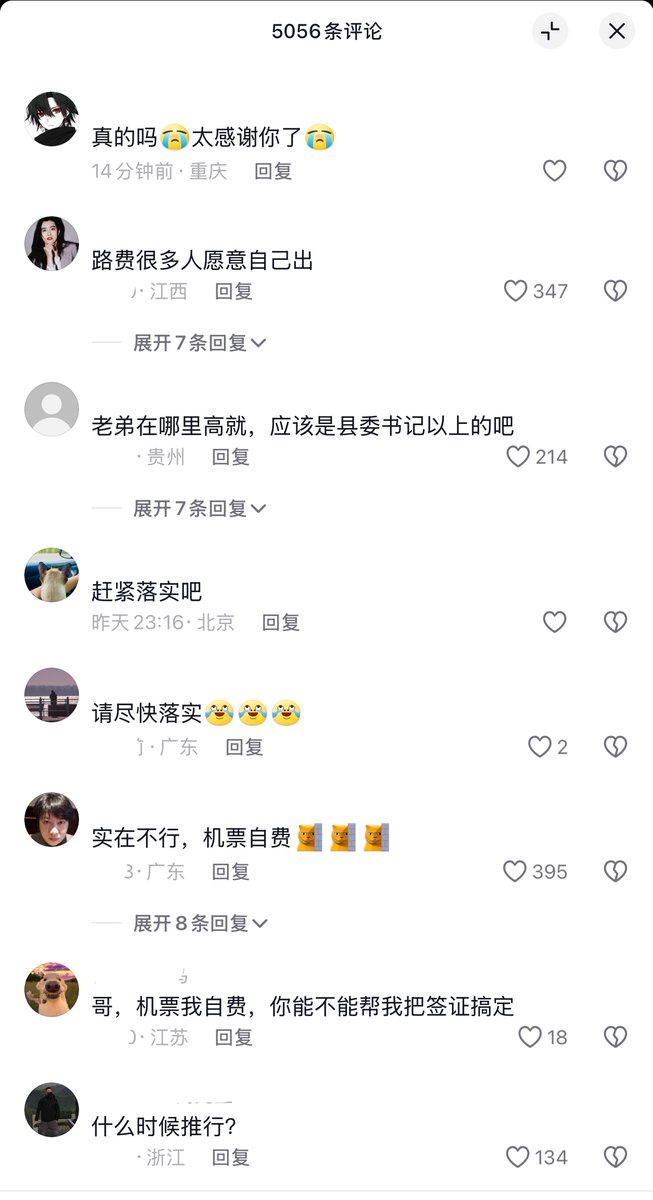 5056条评论
真的吗😭太感谢你了😭
14分钟前·重庆 回复
路费很多人愿意自己出
·江西 回复 347
展开7条回复
老弟在哪里高就，应该是县委书记以上的吧
·贵州 回复 214
展开7条回复
赶紧落实吧
昨天23:16·北京 回复
请尽快落实😂😂😂
·广东 回复 2
实在不行，机票自费
·广东 回复 395
展开8条回复
哥，机票我自费，你能不能帮我把签证搞定
·江苏 回复 18
什么时候推行？
·浙江 回复 134